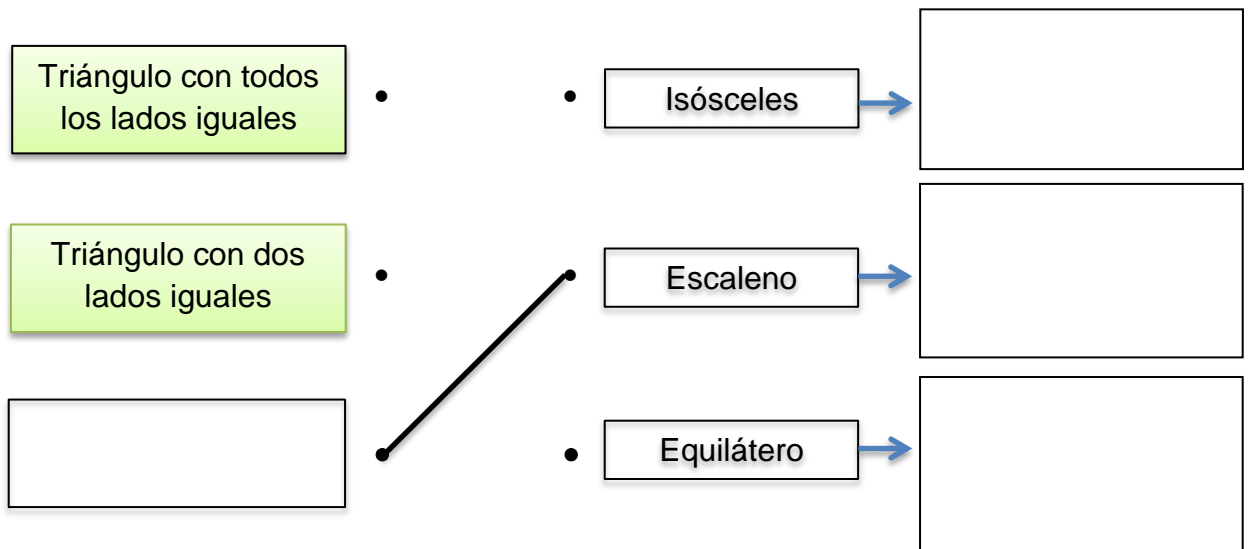 Triángulo con todos
los lados iguales
Isósceles
Triángulo con dos
lados iguales
Escaleno
Equilátero